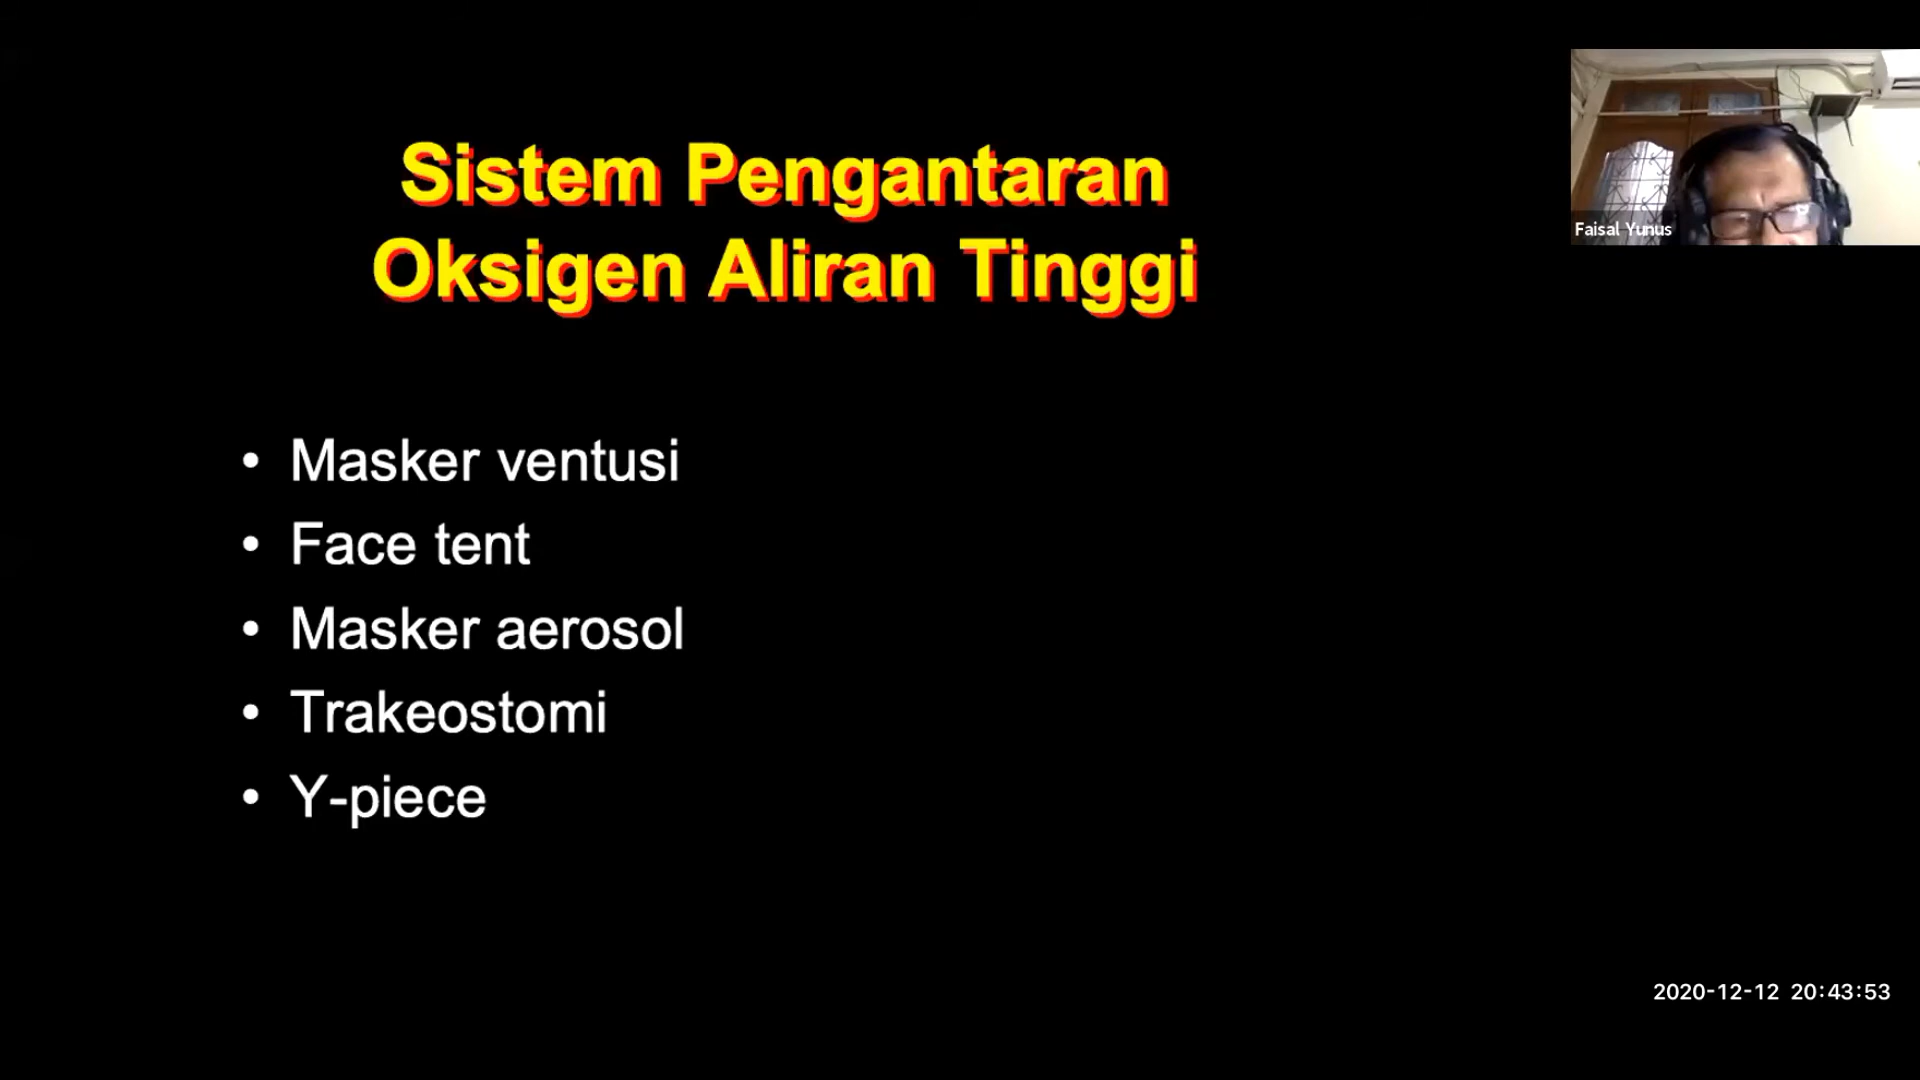 Sistem Pengantaran
Oksigen Aliran Tinggi
Faisal Yunus
• Masker ventusi
• Face tent
• Masker aerosol
• Trakeostomi
• Y-piece
2020-12-12 20:43:53